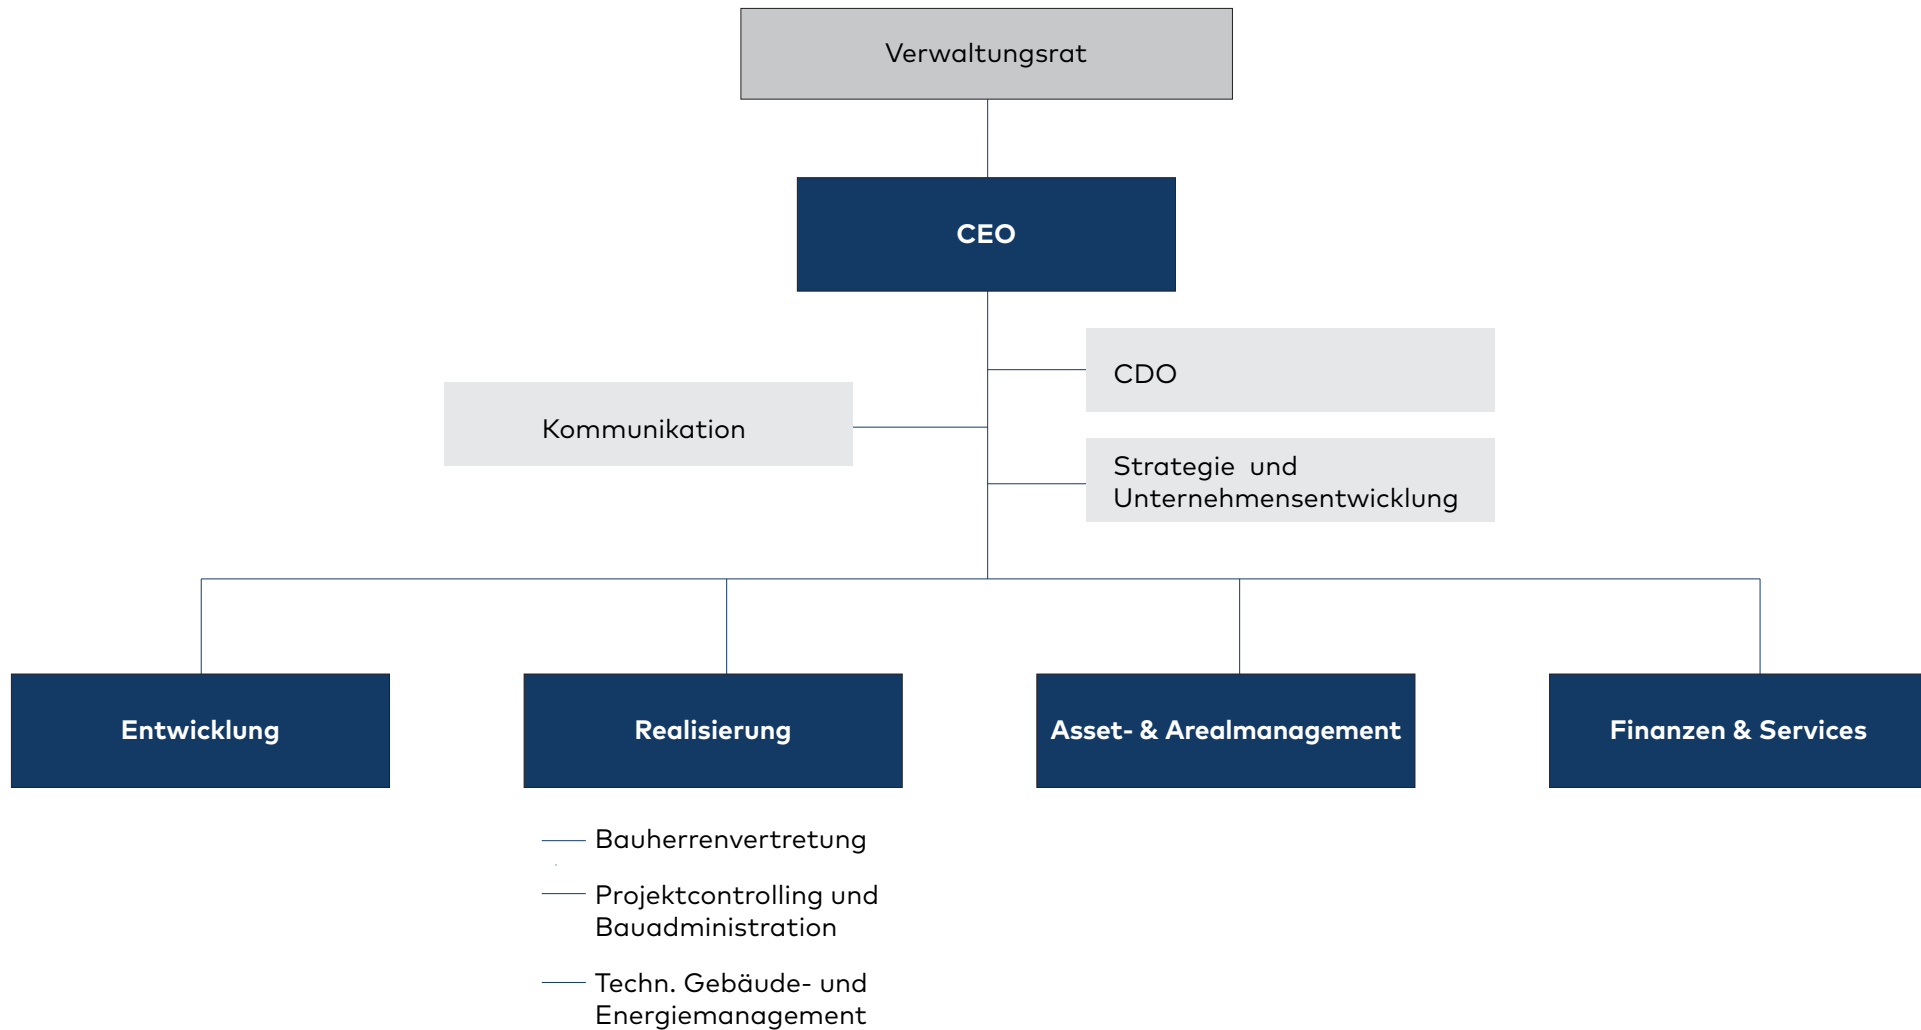 Verwaltungsrat
CEO
CDO
Kommunikation
Strategie und
Unternehmensentwicklung
Entwicklung
Realisierung
Asset- & Arealmanagement
Finanzen & Services
Bauherrenvertretung
Projektcontrolling und
Bauadministration
Techn. Gebäude- und
Energiemanagement